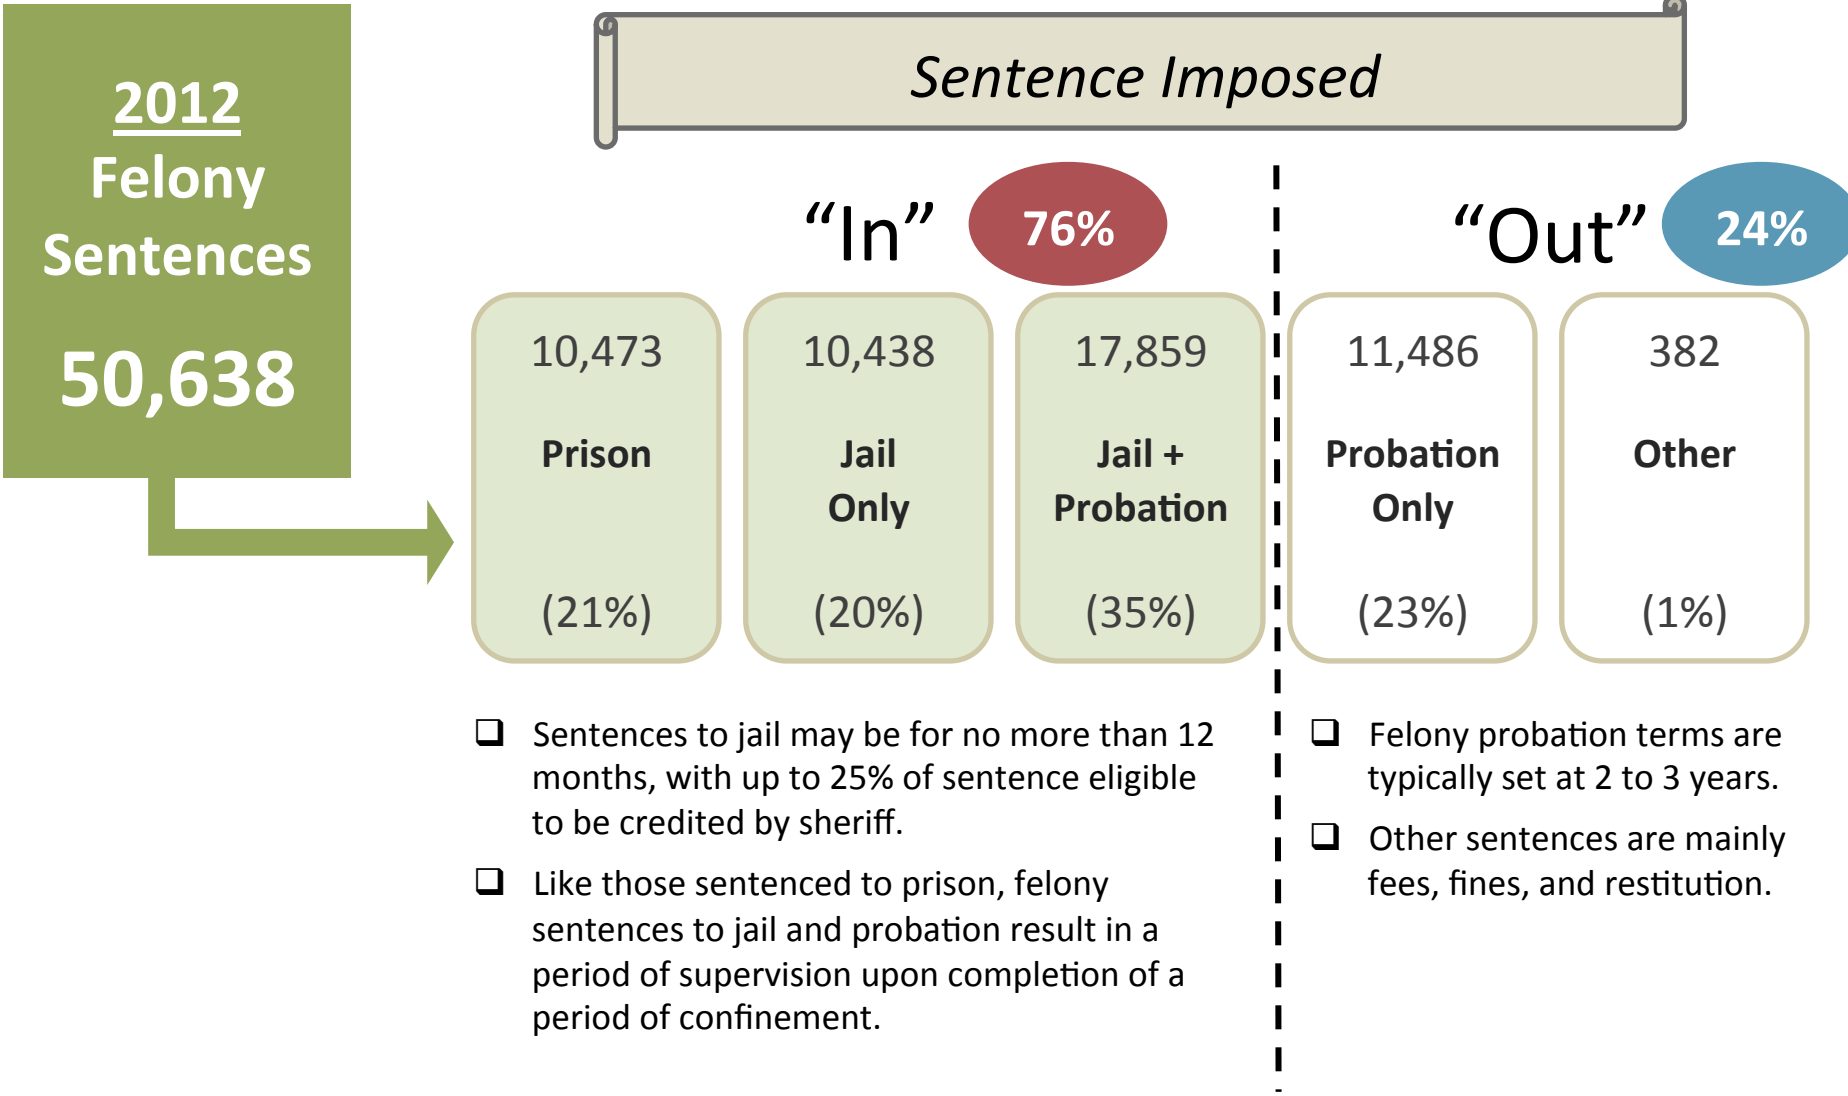 2012
Felony
Sentences
50,638
Sentence Imposed
“In”
76%
“Out”
24%
10,473
Prison
(21%)
10,438
Jail
Only
(20%)
17,859
Jail +
Probation
(35%)
11,486
Probation
Only
(23%)
382
Other
(1%)
❑ Sentences to jail may be for no more than 12
months, with up to 25% of sentence eligible
to be credited by sheriff.
❑ Like those sentenced to prison, felony
sentences to jail and probation result in a
period of supervision upon completion of a
period of confinement.
❑ Felony probation terms are
typically set at 2 to 3 years.
❑ Other sentences are mainly
fees, fines, and restitution.